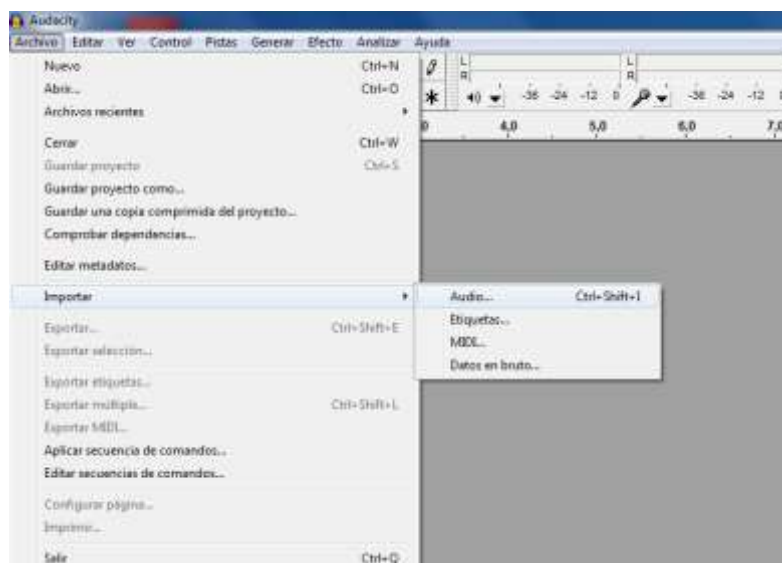 Audacity
Archivo Editar Ver Control Pistas Generar Efecto Analizar Ayuda
Nuevo Ctrl+N
Abrir... Ctrl+O
Archivos recientes
Cerrar Ctrl+W
Guardar proyecto Ctrl+S
Guardar proyecto como...
Guardar una copia comprimida del proyecto...
Comprobar dependencias...
Editar metadatos...
Importar
Audio... Ctrl+Shift+I
Etiquetas...
MIDI...
Datos en bruto...
Exportar... Ctrl+Shift+E
Exportar selección...
Exportar etiquetas...
Exportar múltiple... Ctrl+Shift+L
Exportar MIDI...
Aplicar secuencia de comandos...
Editar secuencias de comandos...
Configurar página...
Imprimir...
Salir Ctrl+Q
L L
R R
-36 -24 -12 0 -36 -24 -12
4,0 5,0 6,0 7,0